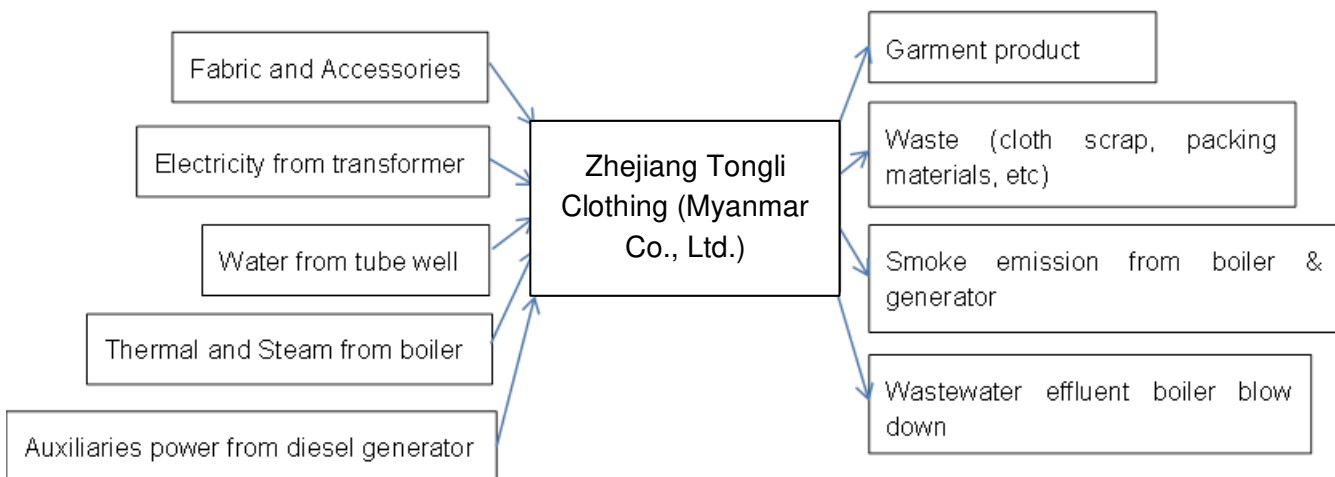 Fabric and Accessories
Electricity from transformer
Water from tube well
Thermal and Steam from boiler
Auxiliaries power from diesel generator
Zhejiang Tongli
Clothing (Myanmar
Co., Ltd.)
Garment product
Waste (cloth scrap, packing
materials, etc)
Smoke emission from boiler &
generator
Wastewater effluent boiler blow
down